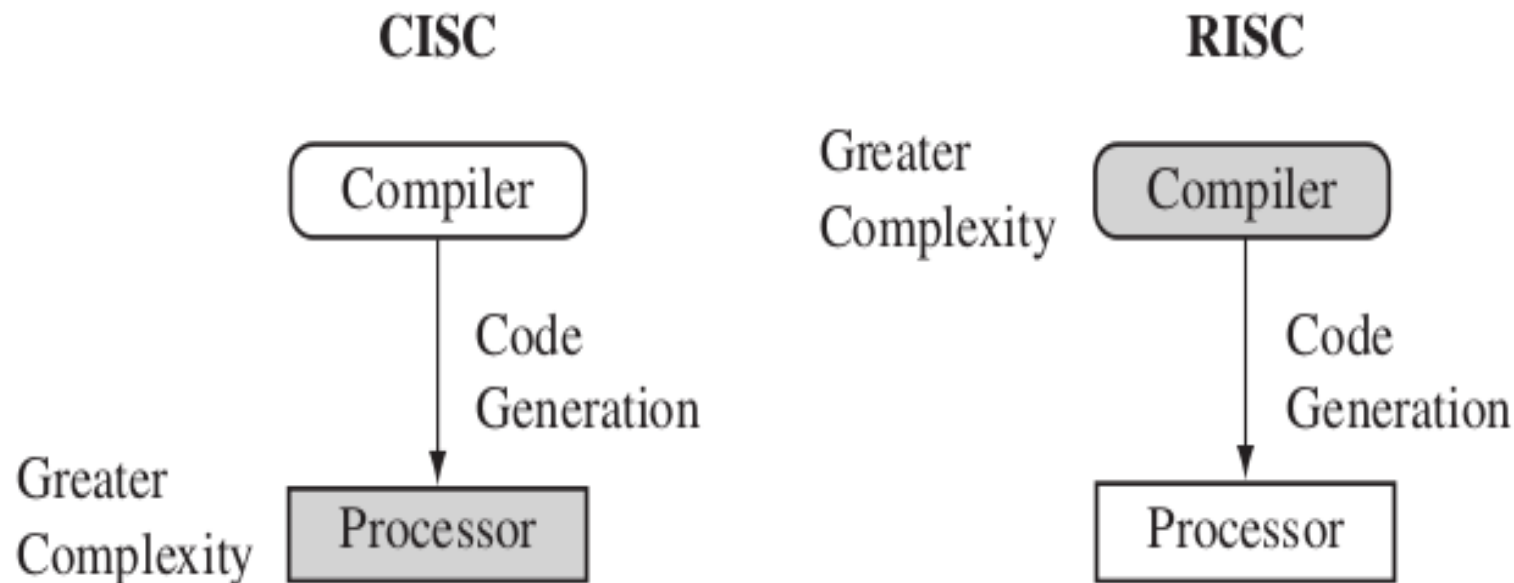 CISC
Compiler
Code
Generation
Greater
Complexity
Processor
RISC
Greater
Complexity
Compiler
Code
Generation
Processor